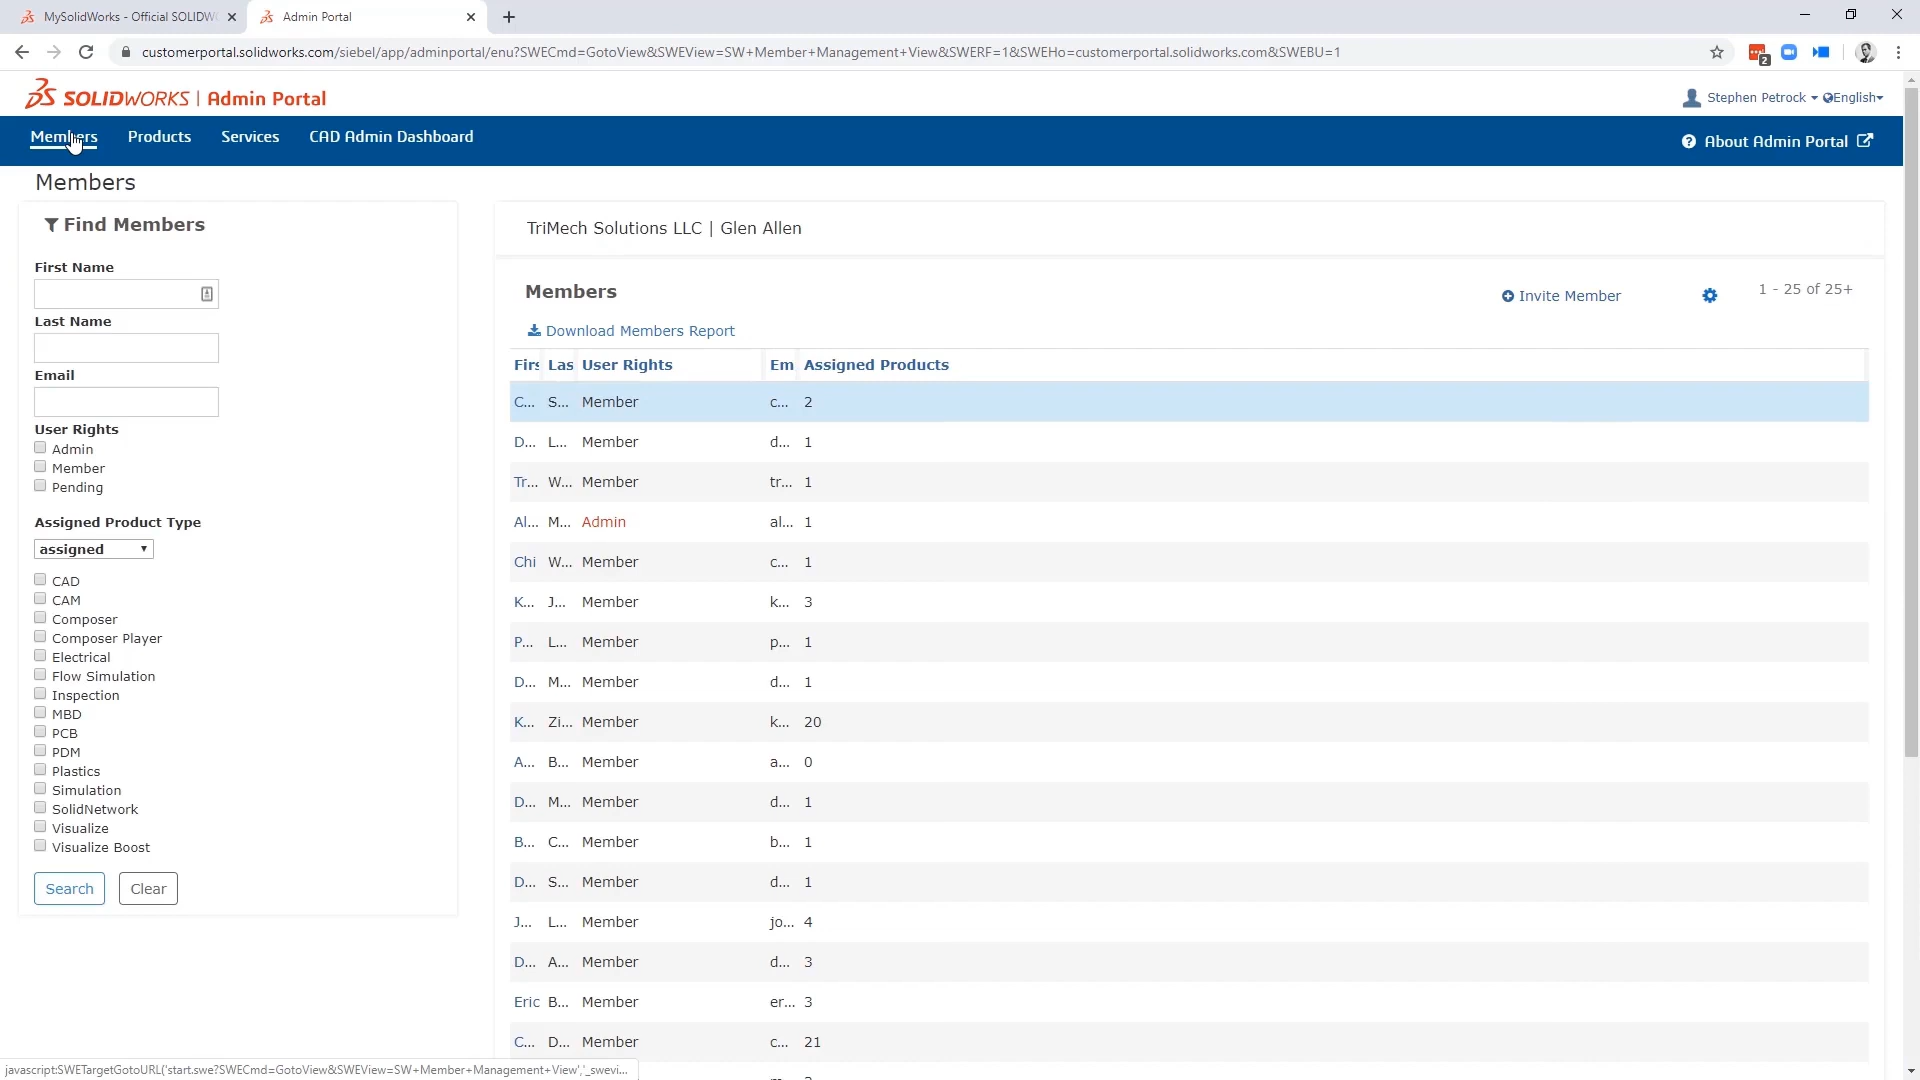 MySolidWorks - Official SOLIDW
Admin Portal
customerportal.solidworks.com/siebel/app/adminportal/enu?SWECmd=GotoView&SWEView=SW+Member+Management+View&SWERF=1&SWEHo=customerportal.solidworks.com&SWEBU=1
2
SOLIDWORKS | Admin Portal
Stephen Petrock
English
Members
Products
Services
CAD Admin Dashboard
About Admin Portal
Members
Find Members
First Name
Last Name
Email
User Rights
Admin
Member
Pending
Assigned Product Type
assigned
CAD
CAM
Composer
Composer Player
Electrical
Flow Simulation
Inspection
MBD
PCB
PDM
Plastics
Simulation
SolidNetwork
Visualize
Visualize Boost
Search
Clear
TriMech Solutions LLC | Glen Allen
Members
Invite Member
1 - 25 of 25+
Download Members Report
Firs Las User Rights Em Assigned Products
C... S... Member c... 2
D... L... Member d... 1
Tr... W... Member tr... 1
Al... M... Admin al... 1
Chi W... Member c... 1
K... J... Member k... 3
P... L... Member p... 1
D... M... Member d... 1
K... Zi... Member k... 20
A... B... Member a... 0
D... M... Member d... 1
B... C... Member b... 1
D... S... Member d... 1
J... L... Member jo... 4
D... A... Member d... 3
Eric B... Member er... 3
C... D... Member c... 21
javascript:SWETargetGotoURL('start.swe?SWECmd=GotoView&SWEView=SW+Member+Management+View','_swevi...